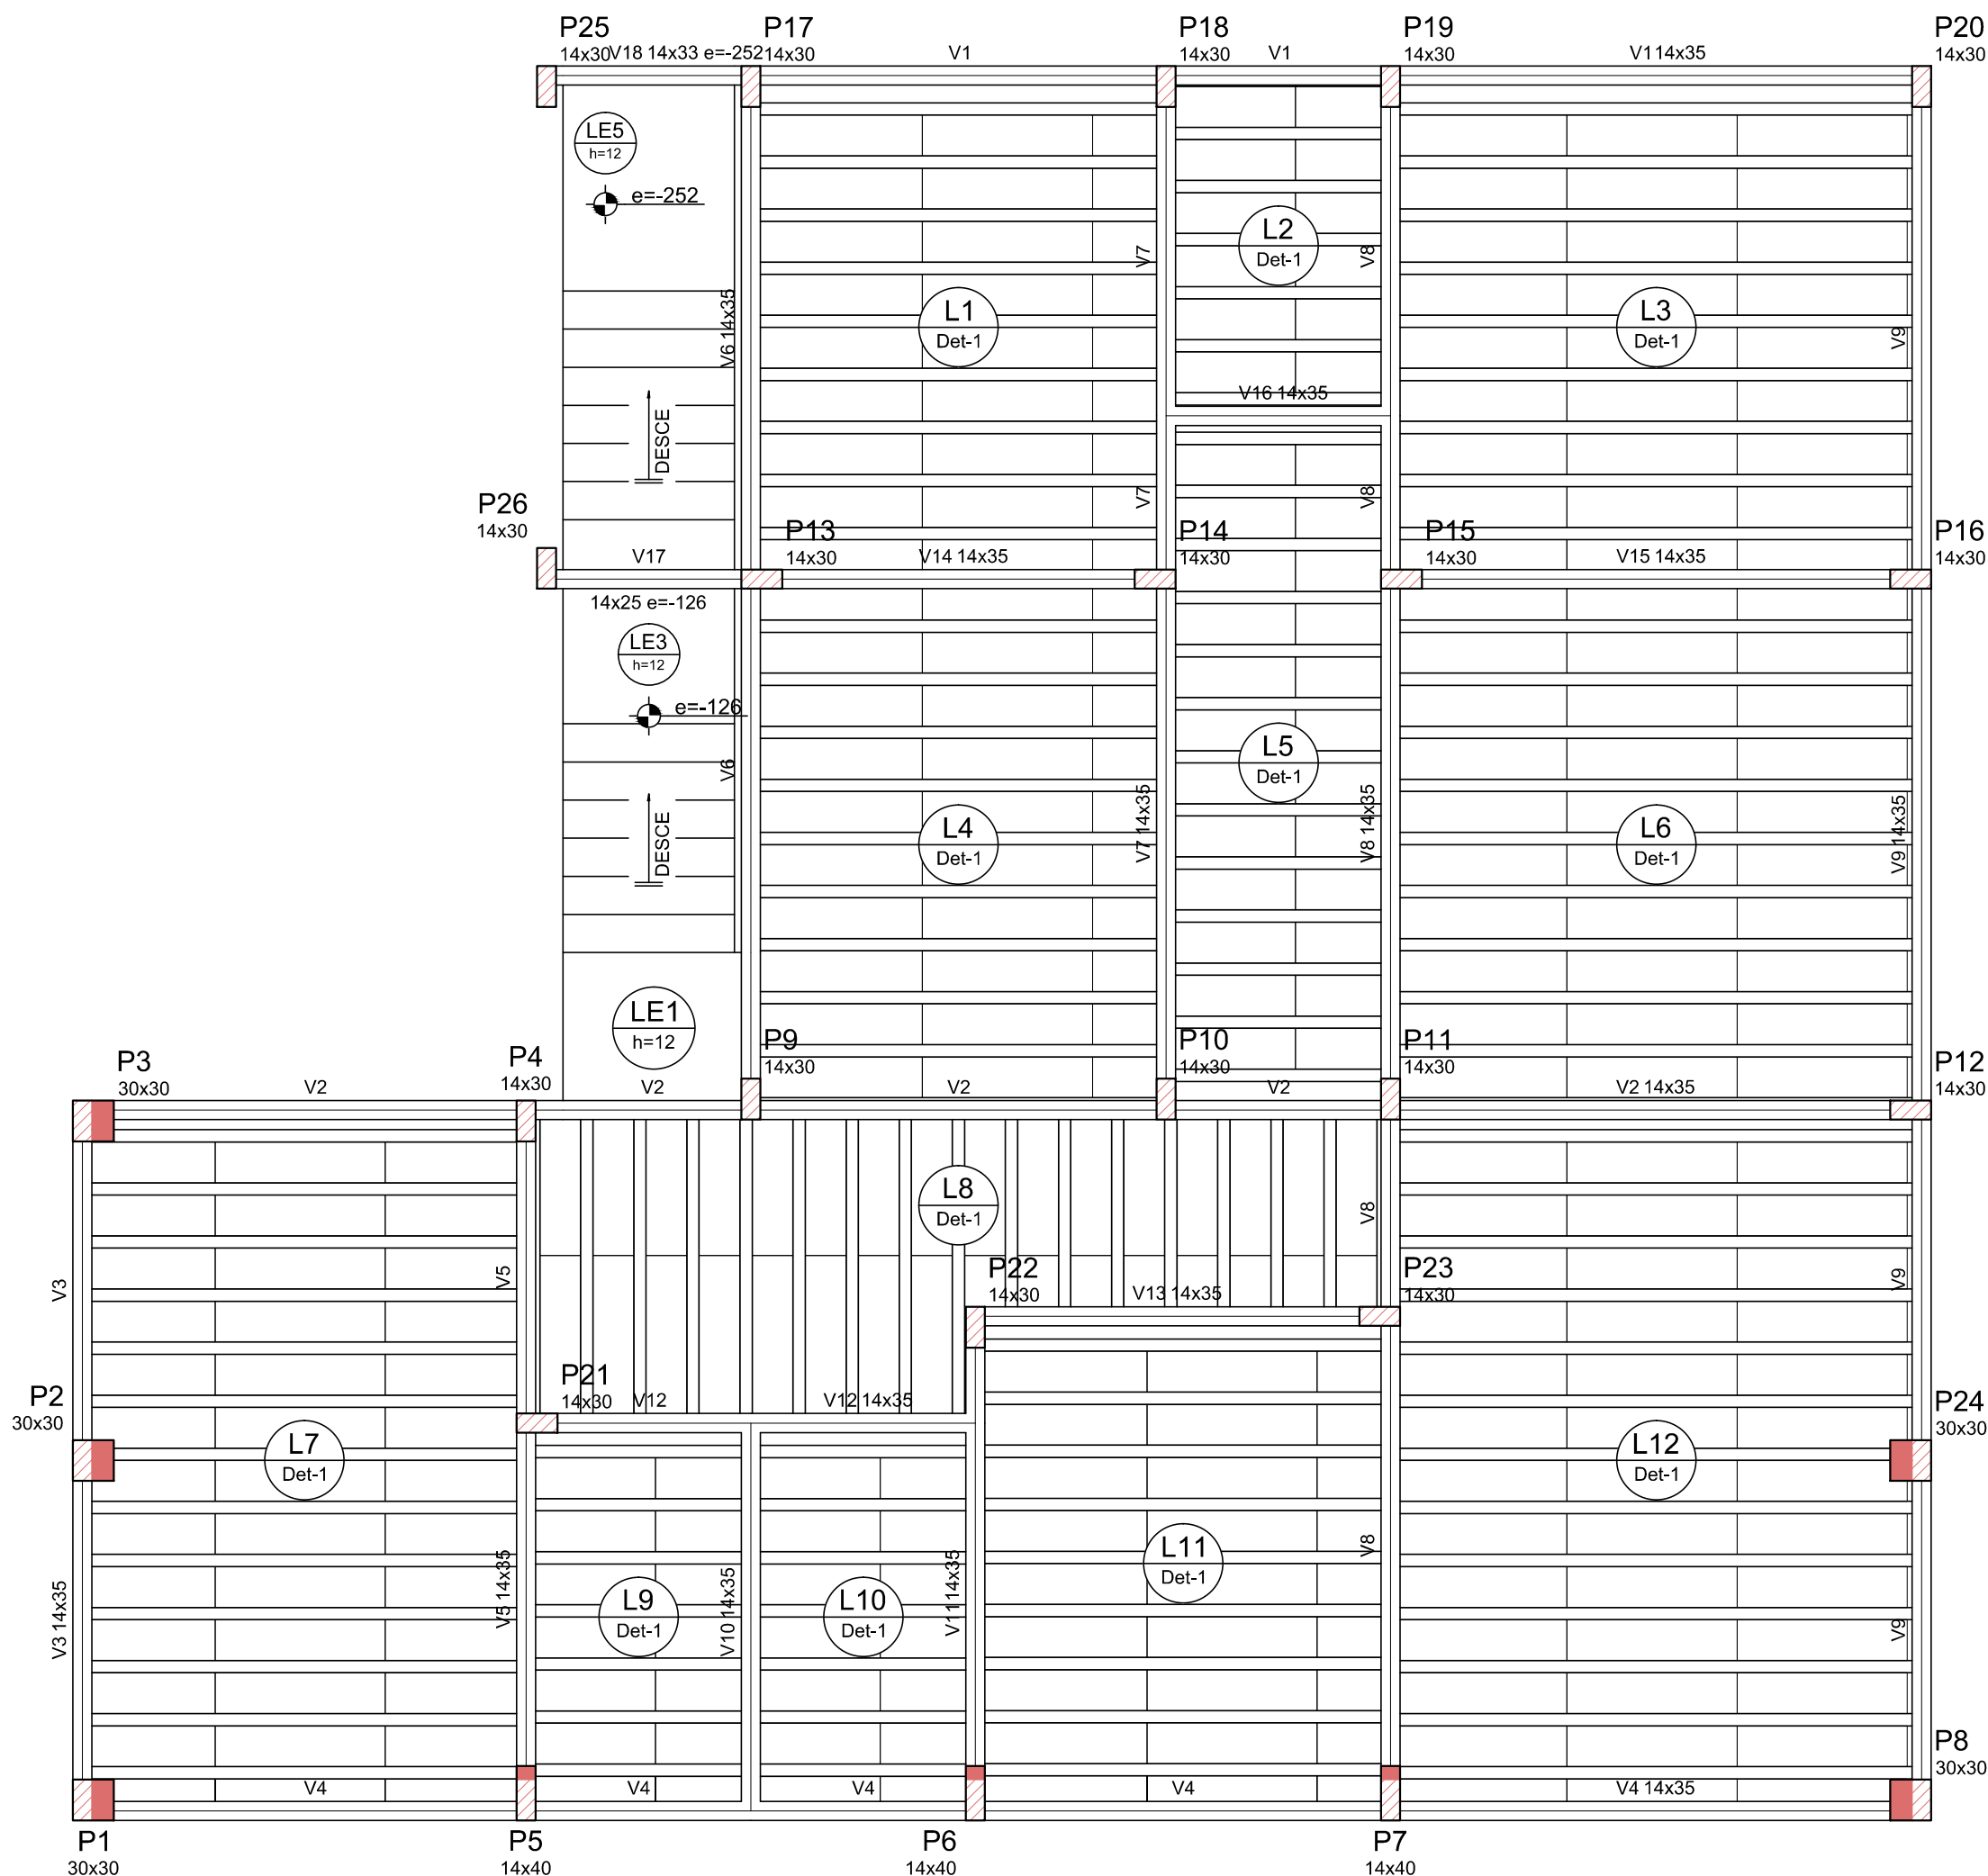 P25
14x30
V18 14x33 e=-252
P17
14x30
V1
P18
14x30
V1
P19
14x30
V1 14x35
P20
14x30
LE5
h=12
e=-252
L2
Det-1
V7
V8
V6 14x35
L1
Det-1
L3
Det-1
V9
V16 14x35
DESCE
P26
14x30
V7
V8
V17
14x25 e=-126
P13
14x30
V14 14x35
P14
14x30
P15
14x30
V15 14x35
P16
14x30
LE3
h=12
e=-126
V6
DESCE
L5
Det-1
L4
Det-1
V7 14x35
V8 14x35
L6
Det-1
V9 14x35
LE1
h=12
P3
30x30
V2
P4
14x30
V2
P9
14x30
V2
P10
14x30
V2
P11
14x30
V2 14x35
P12
14x30
L8
Det-1
V8
V3
V5
P22
14x30
V13 14x35
P23
14x30
V9
P21
14x30
V12
V12 14x35
P2
30x30
L7
Det-1
P24
30x30
L12
Det-1
V3 14x35
V5 14x35
L9
Det-1
V10 14x35
L10
Det-1
V11 14x35
L11
Det-1
V8
V9
V4
V4
V4
V4
V4 14x35
P8
30x30
P1
30x30
P5
14x40
P6
14x40
P7
14x40